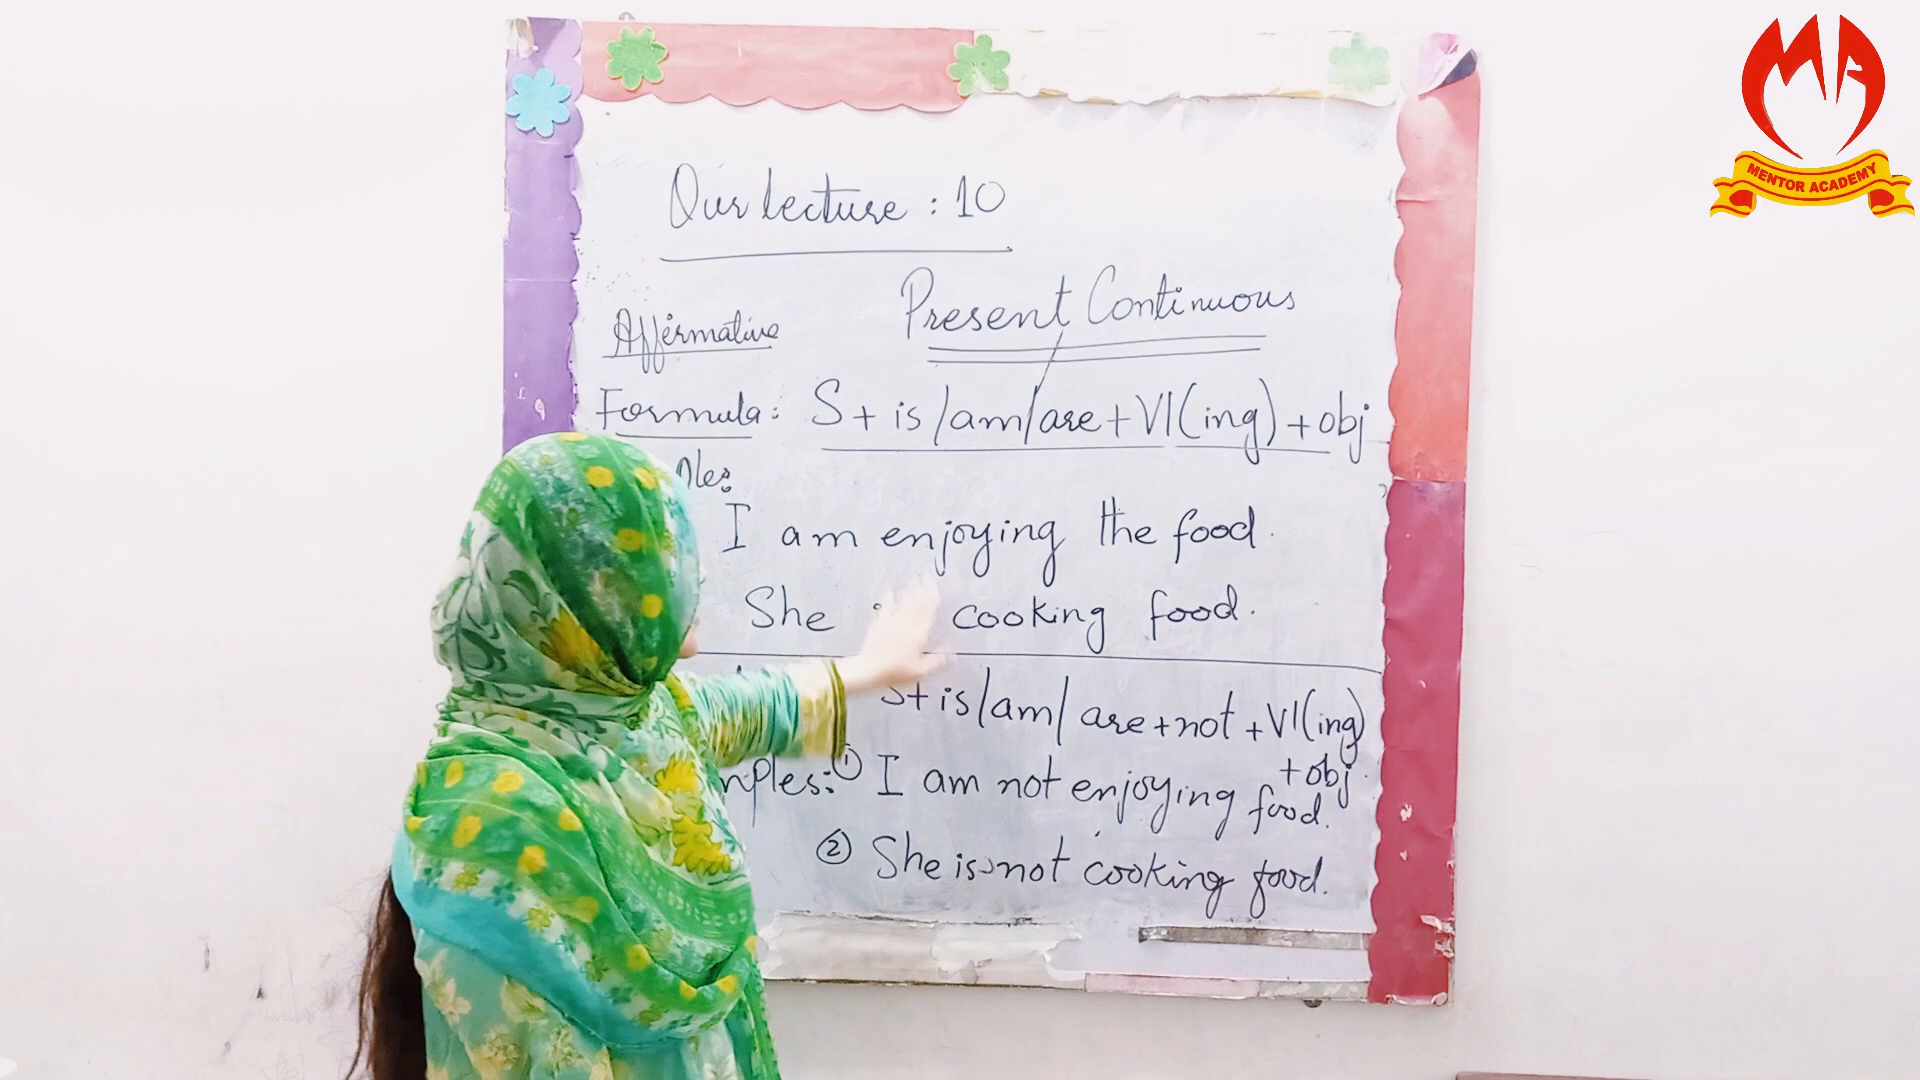 Our lecture : 10
Present Continuous
Affirmative
Formula: S + is/am/are + V1(ing) + obj
I am enjoying the food.
She cooking food.
S + is/am/ are + not + V1(ing)
+ obj.
① I am not enjoying food.
② She is not cooking food.
MENTOR ACADEMY